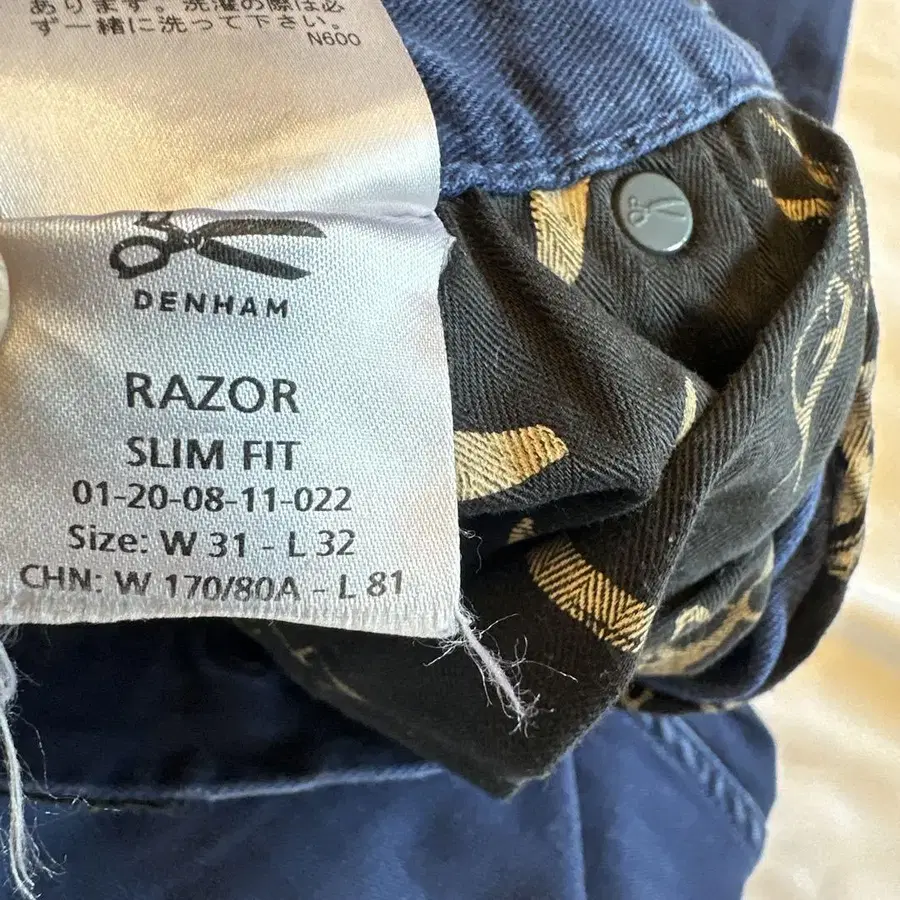 あります。洗濯の際は必
ず一緒に洗って下さい。
N600
DENHAM
RAZOR
SLIM FIT
01-20-08-11-022
Size: W 31 - L 32
CHN: W 170/80A - L 81